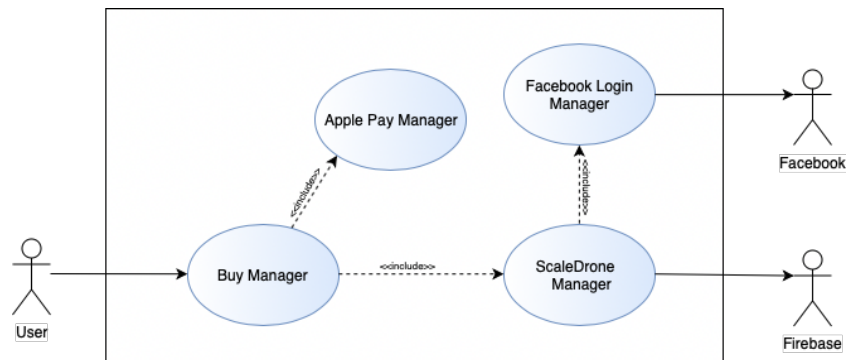 Facebook Login
Manager
Apple Pay Manager
Facebook
<<include>>
<<include>>
Buy Manager
<<include>>
ScaleDrone
Manager
User
Firebase